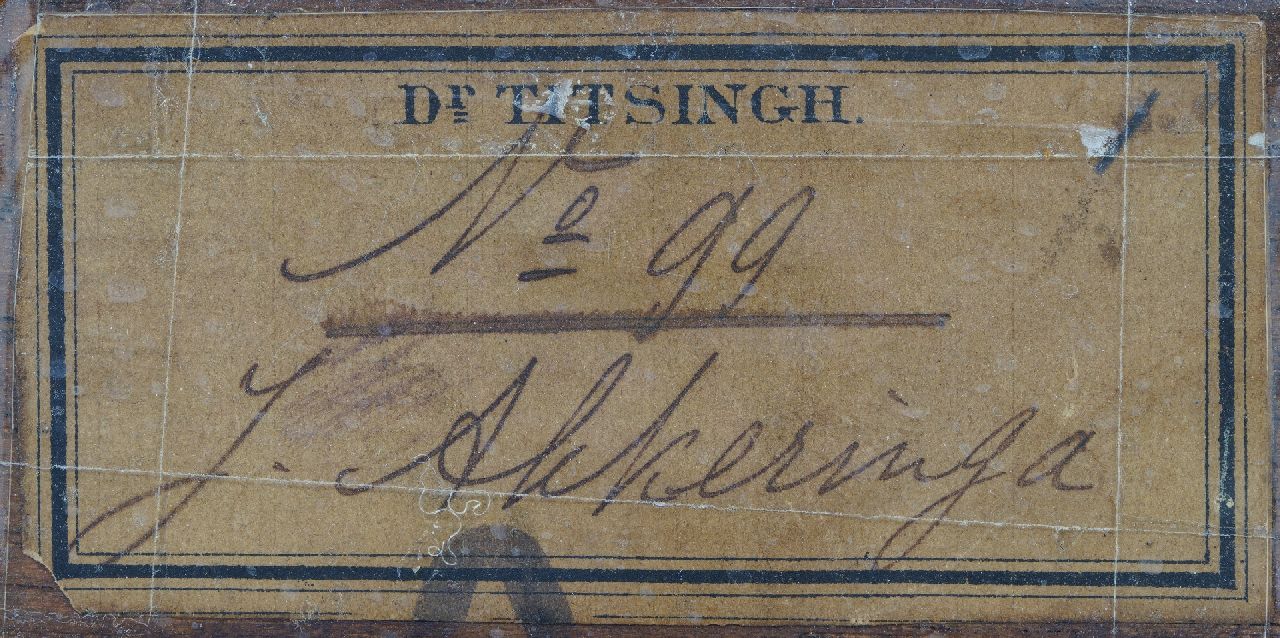 Dr TITSINGH.
No 99
J. Akkeringa